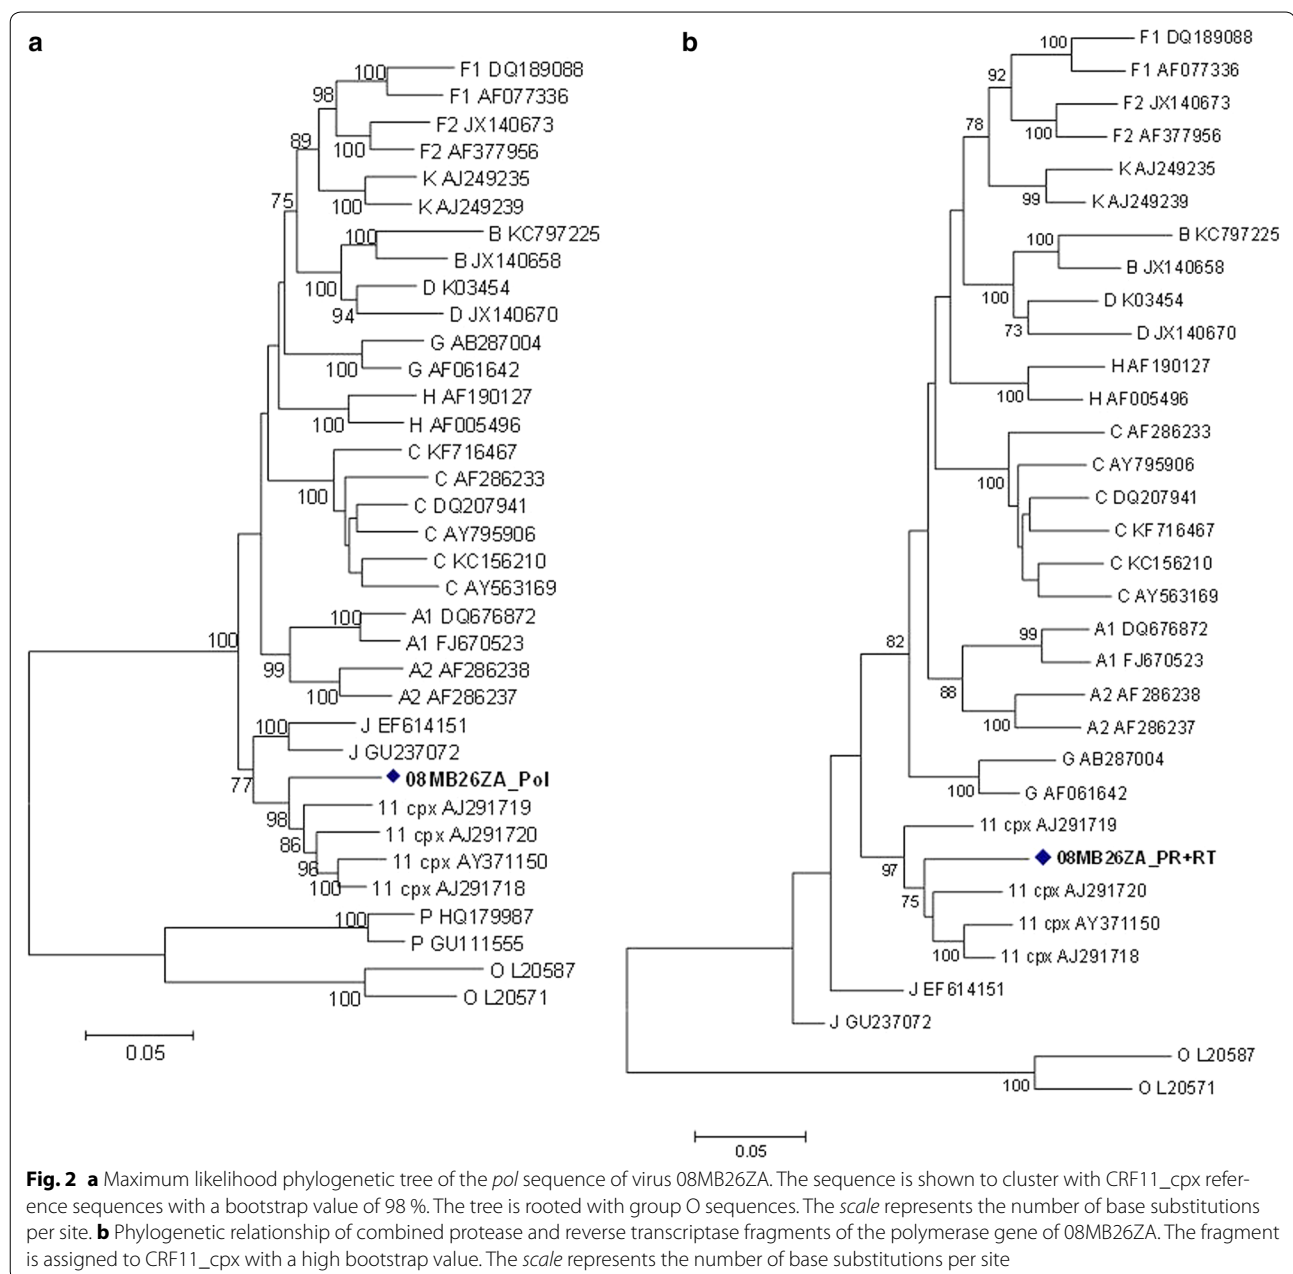 a
100
F1 DQ189088
98
F1 AF077336
F2 JX140673
89
100
F2 AF377956
K AJ249235
75
100
K AJ249239
100
B KC797225
B JX140658
100
D K03454
94
D JX140670
G AB287004
100
G AF061642
H AF190127
100
H AF005496
C KF716467
100
C AF286233
C DQ207941
C AY795906
C KC156210
C AY563169
100
A1 DQ676872
100
A1 FJ670523
99
A2 AF286238
100
A2 AF286237
100
J EF614151
J GU237072
77
08MB26ZA_Pol
98
11 cpx AJ291719
86
11 cpx AJ291720
96
11 cpx AY371150
100
11 cpx AJ291718
100
P HQ179987
P GU111555
O L20587
100
O L20571
0.05
b
100
F1 DQ189088
92
F1 AF077336
F2 JX140673
78
100
F2 AF377956
K AJ249235
99
K AJ249239
100
B KC797225
B JX140658
100
D K03454
73
D JX140670
H AF190127
100
H AF005496
C AF286233
100
C AY795906
C DQ207941
C KF716467
C KC156210
C AY563169
82
99
A1 DQ676872
A1 FJ670523
88
A2 AF286238
100
A2 AF286237
G AB287004
100
G AF061642
11 cpx AJ291719
97
08MB26ZA_PR+RT
75
11 cpx AJ291720
11 cpx AY371150
100
11 cpx AJ291718
J EF614151
J GU237072
O L20587
100
O L20571
0.05
Fig. 2 a Maximum likelihood phylogenetic tree of the pol sequence of virus 08MB26ZA. The sequence is shown to cluster with CRF11_cpx refer-
ence sequences with a bootstrap value of 98 %. The tree is rooted with group O sequences. The scale represents the number of base substitutions
per site. b Phylogenetic relationship of combined protease and reverse transcriptase fragments of the polymerase gene of 08MB26ZA. The fragment
is assigned to CRF11_cpx with a high bootstrap value. The scale represents the number of base substitutions per site